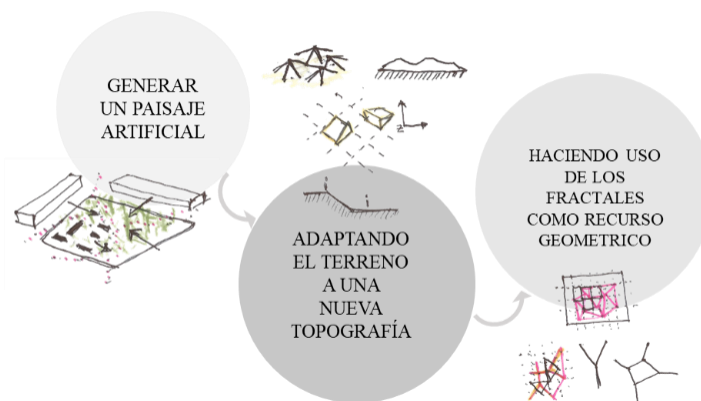 GENERAR
UN PAISAJE
ARTIFICIAL
ADAPTANDO
EL TERRENO
A UNA
NUEVA
TOPOGRAFÍA
HACIENDO USO
DE LOS
FRACTALES
COMO RECURSO
GEOMETRICO